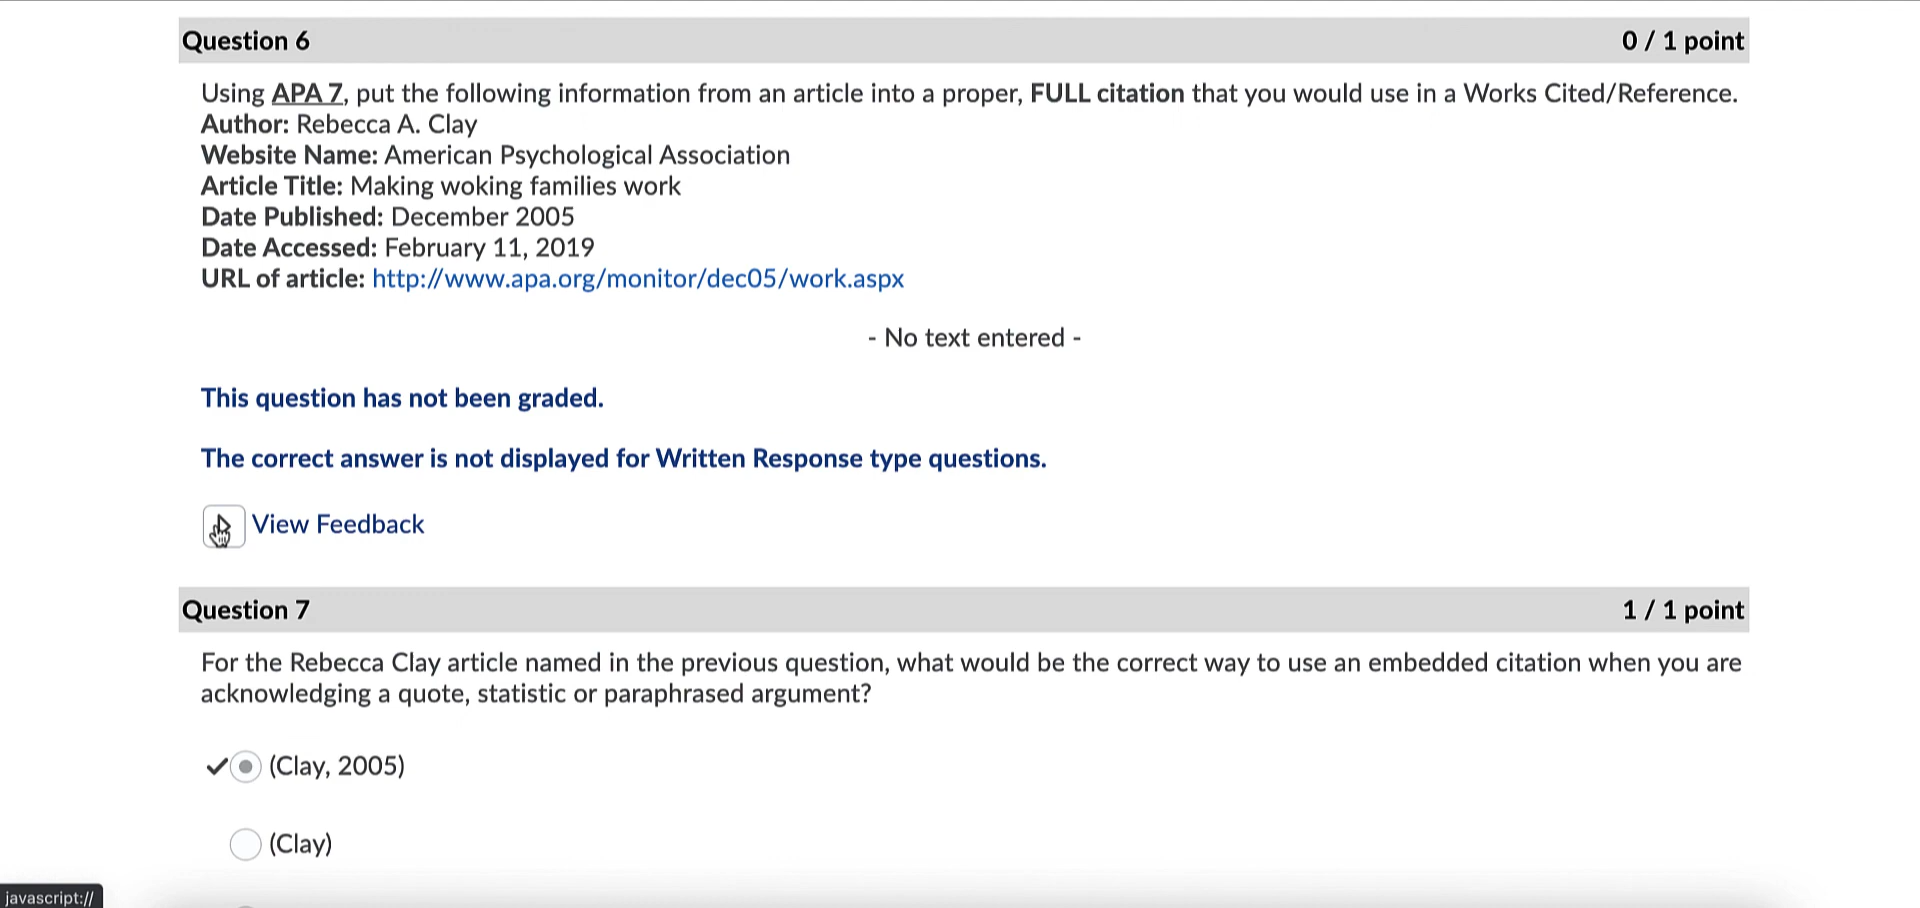 Question 6
0 / 1 point
Using APA 7, put the following information from an article into a proper, FULL citation that you would use in a Works Cited/Reference.
Author: Rebecca A. Clay
Website Name: American Psychological Association
Article Title: Making woking families work
Date Published: December 2005
Date Accessed: February 11, 2019
URL of article: http://www.apa.org/monitor/dec05/work.aspx
- No text entered -
This question has not been graded.
The correct answer is not displayed for Written Response type questions.
View Feedback
Question 7
1 / 1 point
For the Rebecca Clay article named in the previous question, what would be the correct way to use an embedded citation when you are
acknowledging a quote, statistic or paraphrased argument?
(Clay, 2005)
(Clay)
javascript://